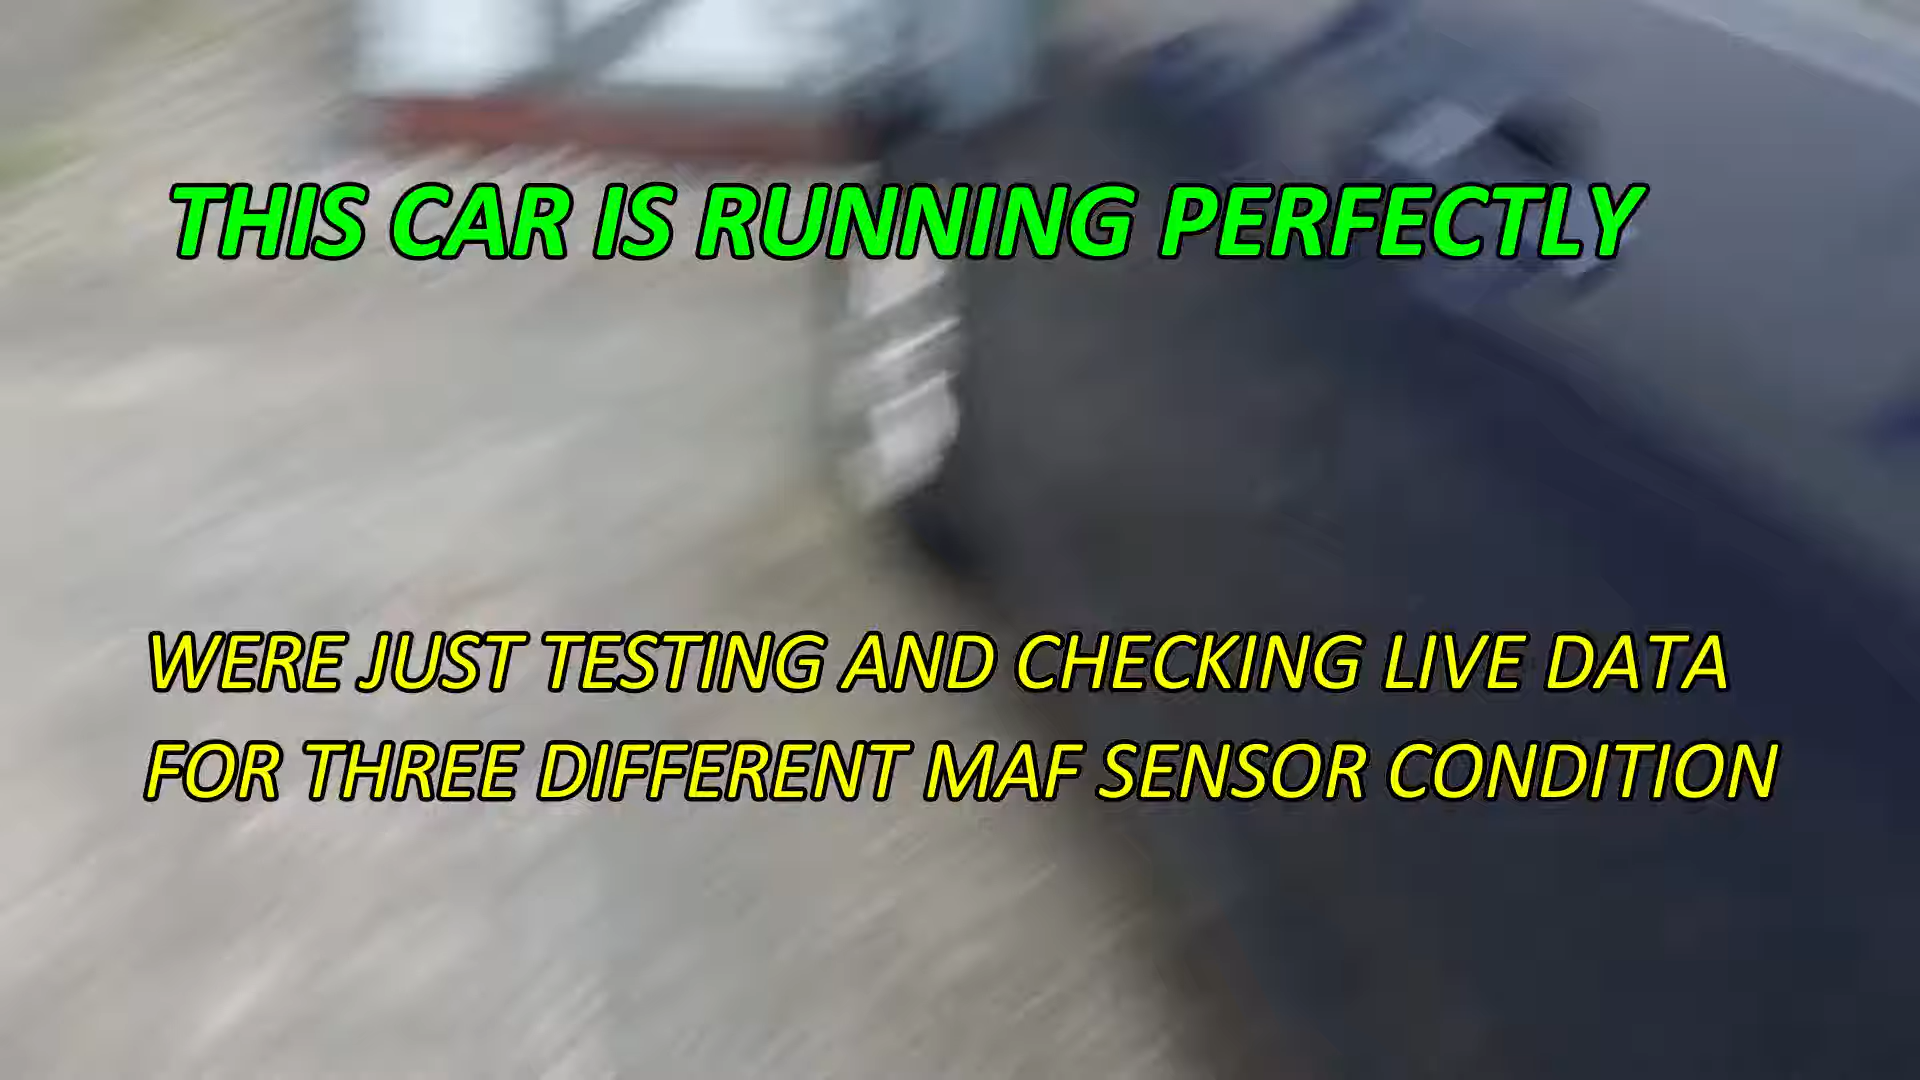 THIS CAR IS RUNNING PERFECTLY
WERE JUST TESTING AND CHECKING LIVE DATA
FOR THREE DIFFERENT MAF SENSOR CONDITION